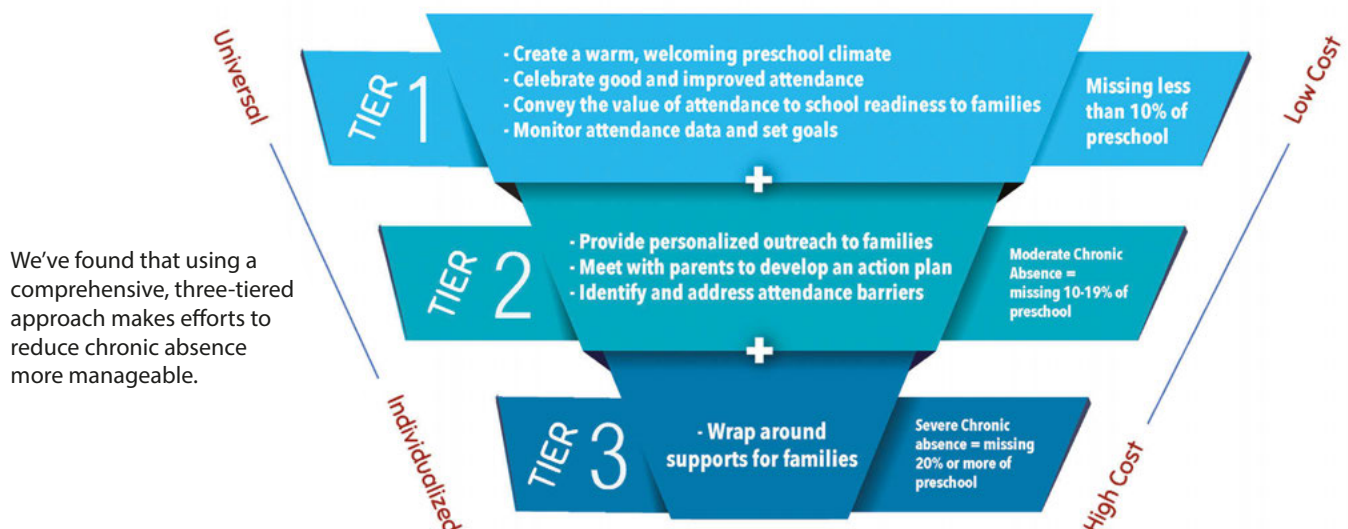 Universal
Low Cost
TIER 1
- Create a warm, welcoming preschool climate
- Celebrate good and improved attendance
- Convey the value of attendance to school readiness to families
- Monitor attendance data and set goals
Missing less
than 10% of
preschool
+
We’ve found that using a
comprehensive, three-tiered
approach makes efforts to
reduce chronic absence
more manageable.
TIER 2
- Provide personalized outreach to families
- Meet with parents to develop an action plan
- Identify and address attendance barriers
Moderate Chronic
Absence =
missing 10-19% of
preschool
+
TIER 3
- Wrap around
supports for families
Severe Chronic
absence = missing
20% or more of
preschool
Individualized
High Cost